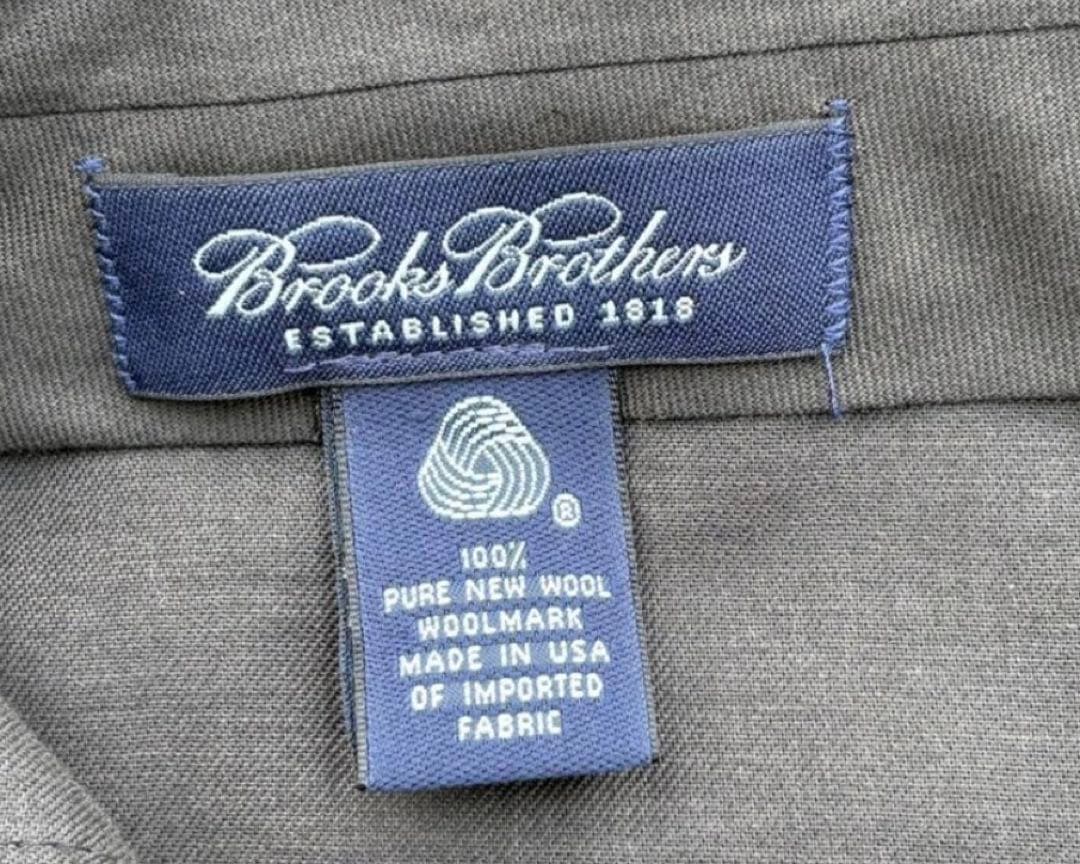 Brooks Brothers
ESTABLISHED 1818
®
100%
PURE NEW WOOL
WOOLMARK
MADE IN USA
OF IMPORTED
FABRIC